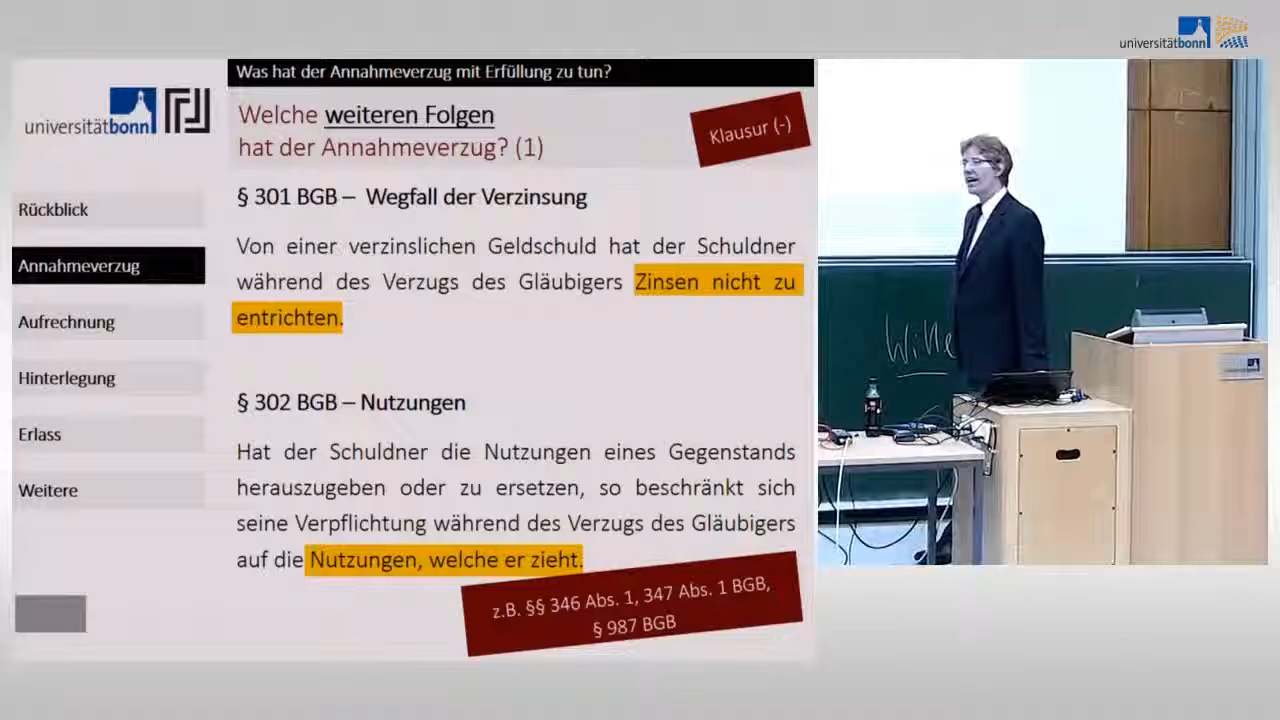 universitätbonn
Was hat der Annahmeverzug mit Erfüllung zu tun?
universitätbonn
Welche weiteren Folgen
hat der Annahmeverzug? (1)
Klausur (-)
Rückblick
Annahmeverzug
Aufrechnung
Hinterlegung
Erlass
Weitere
§ 301 BGB – Wegfall der Verzinsung
Von einer verzinslichen Geldschuld hat der Schuldner
während des Verzugs des Gläubigers Zinsen nicht zu
entrichten.
§ 302 BGB – Nutzungen
Hat der Schuldner die Nutzungen eines Gegenstands
herauszugeben oder zu ersetzen, so beschränkt sich
seine Verpflichtung während des Verzugs des Gläubigers
auf die Nutzungen, welche er zieht.
z.B. §§ 346 Abs. 1, 347 Abs. 1 BGB,
§ 987 BGB